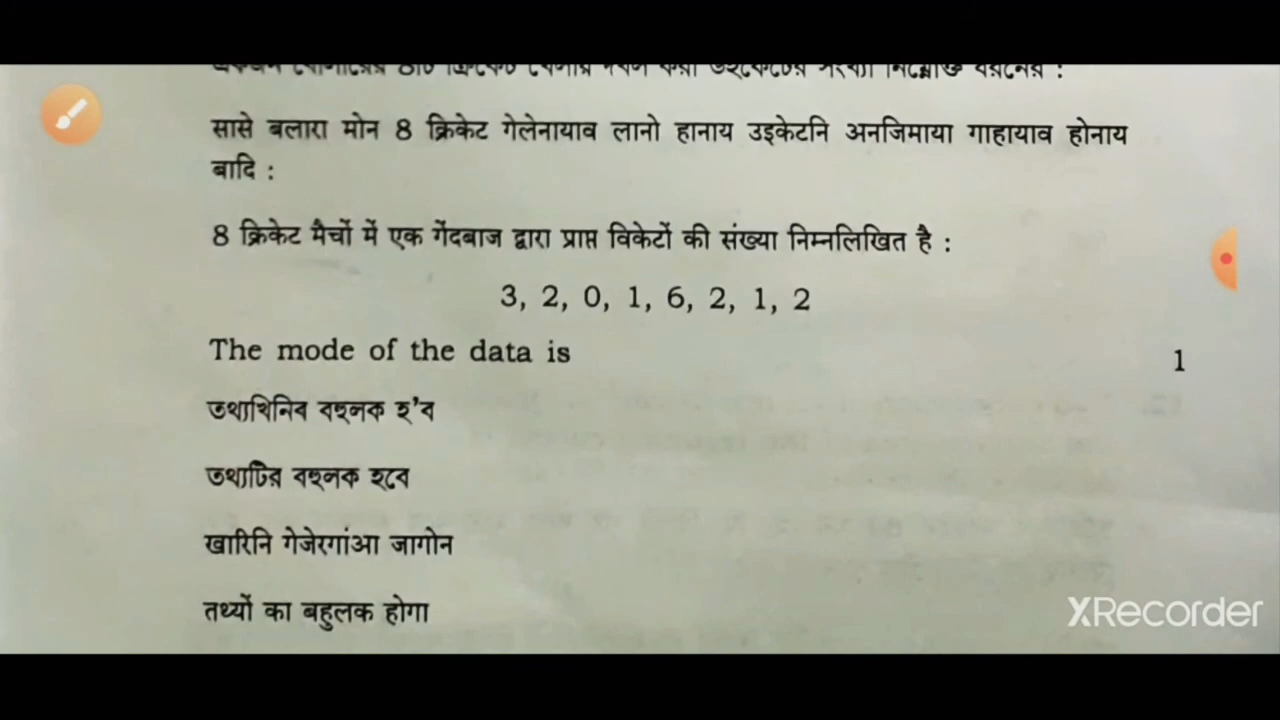 सासे बलारा मोन 8 क्रिकेट गेलेनायाव लानो हानाय उइकेटनि अनजिमाया गाहायाव होनाय
बादि :
8 क्रिकेट मैचों में एक गेंदबाज द्वारा प्राप्त विकेटों की संख्या निम्नलिखित है :
3, 2, 0, 1, 6, 2, 1, 2
The mode of the data is 1
তথ্যখিনিৰ বহুলক হ'ব
তথ্যটির বহুলক হবে
खारिनि गेजेरगांआ जागोन
तथ्यों का बहुलक होगा
XRecorder